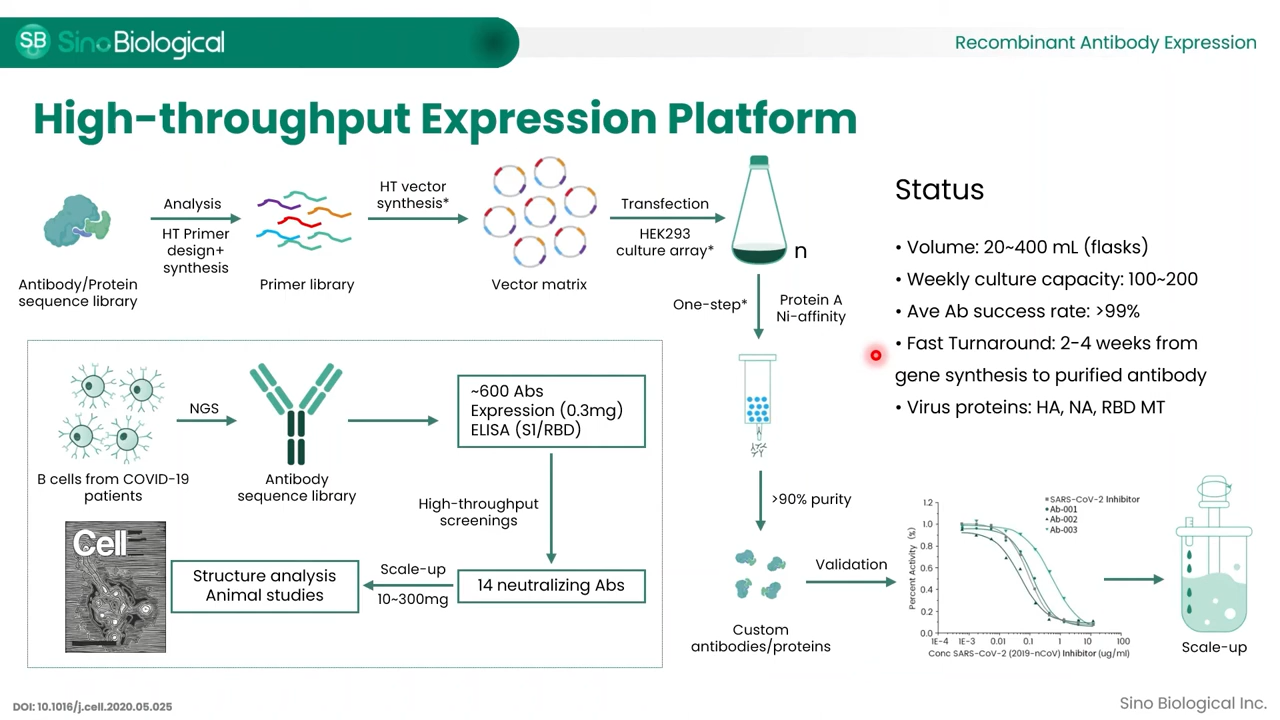 SB SinoBiological
Recombinant Antibody Expression
High-throughput Expression Platform
Antibody/Protein
sequence library
Analysis
HT Primer
design+
synthesis
Primer library
HT vector
synthesis*
Vector matrix
Transfection
HEK293
culture array*
n
One-step*
Protein A
Ni-affinity
>90% purity
Custom
antibodies/proteins
Validation
Status
• Volume: 20~400 mL (flasks)
• Weekly culture capacity: 100~200
• Ave Ab success rate: >99%
• Fast Turnaround: 2-4 weeks from
gene synthesis to purified antibody
• Virus proteins: HA, NA, RBD MT
B cells from COVID-19
patients
NGS
Antibody
sequence library
~600 Abs
Expression (0.3mg)
ELISA (S1/RBD)
High-throughput
screenings
14 neutralizing Abs
Scale-up
10~300mg
Structure analysis
Animal studies
Cell
SARS-CoV-2 Inhibitor
Ab-001
Ab-002
Ab-003
Percent Activity (%)
1.2
1.0
0.8
0.6
0.4
0.2
0.0
1E-4 1E-3 0.01 0.1 1 10 100
Conc SARS-CoV-2 (2019-nCoV) Inhibitor (ug/ml)
Scale-up
DOI: 10.1016/j.cell.2020.05.025
Sino Biological Inc.